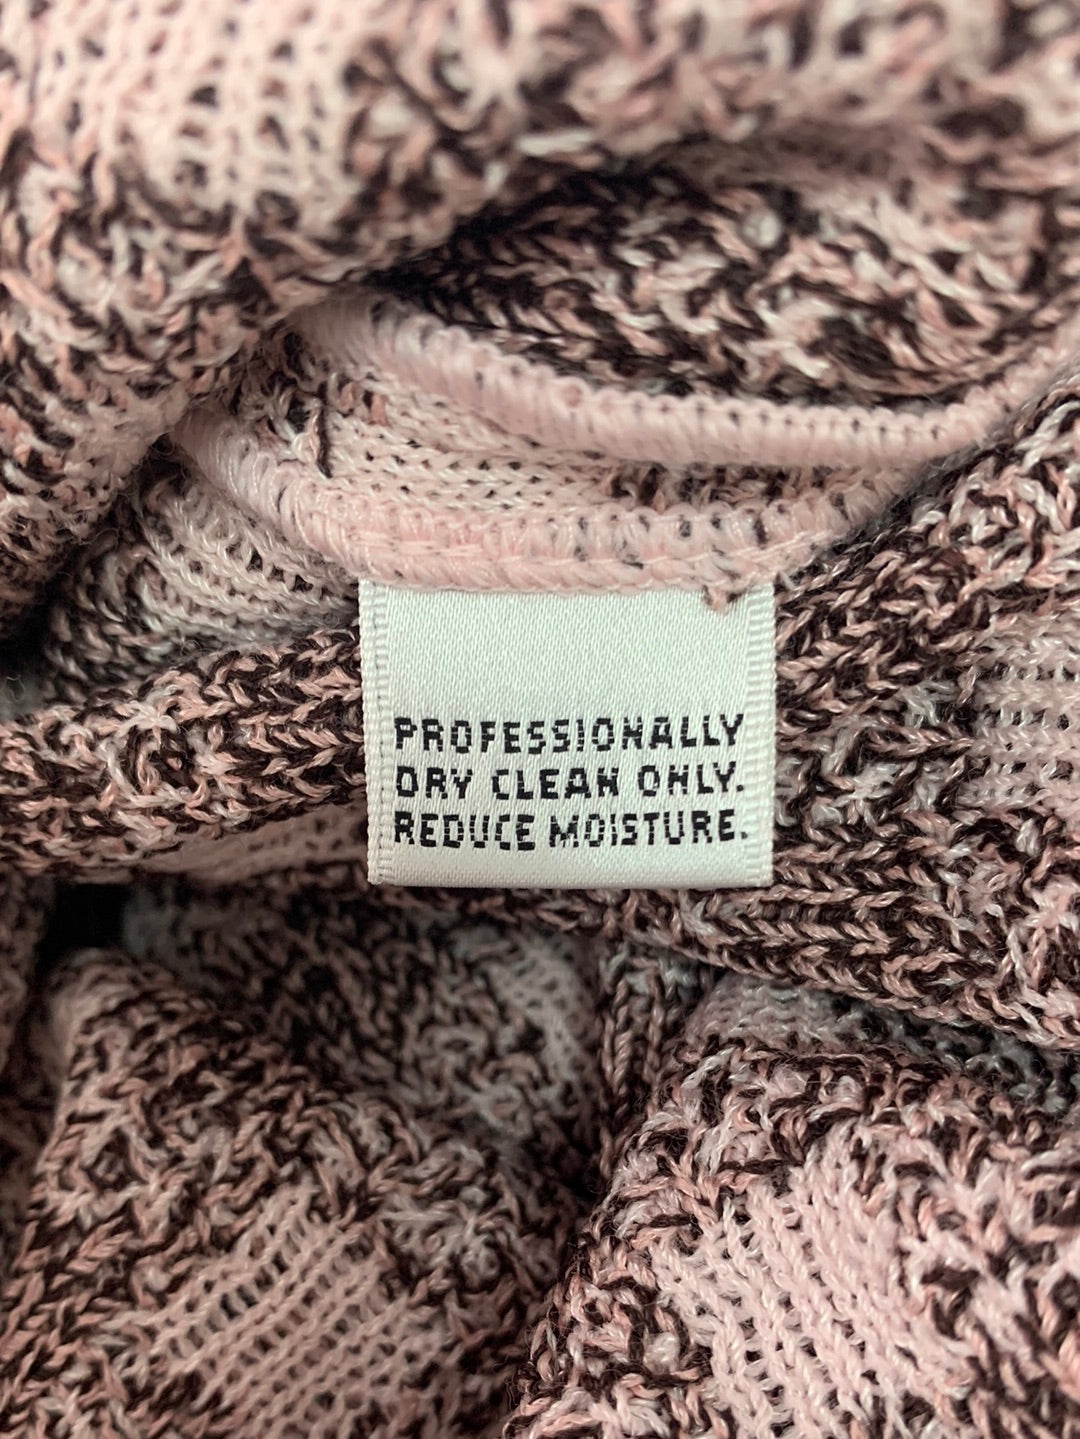 PROFESSIONALLY
DRY CLEAN ONLY.
REDUCE MOISTURE.